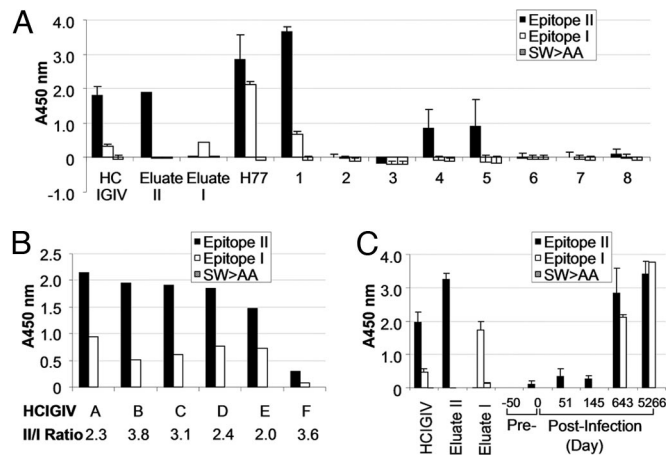 A
Epitope II
Epitope I
SW>AA
A450 nm
4.0
3.0
2.0
1.0
0
-1.0
HC IGIV
Eluate II
Eluate I
H77
1
2
3
4
5
6
7
8
B
Epitope II
Epitope I
SW>AA
A450 nm
2.5
2.0
1.5
1.0
0.5
0.0
HCIGIV A B C D E F
II/I Ratio 2.3 3.8 3.1 2.4 2.0 3.6
C
Epitope II
Epitope I
SW>AA
A450 nm
4.0
3.0
2.0
1.0
0
HCIGIV
Eluate II
Eluate I
-50 0 51 145 643 5266
Pre- Post-Infection
(Day)